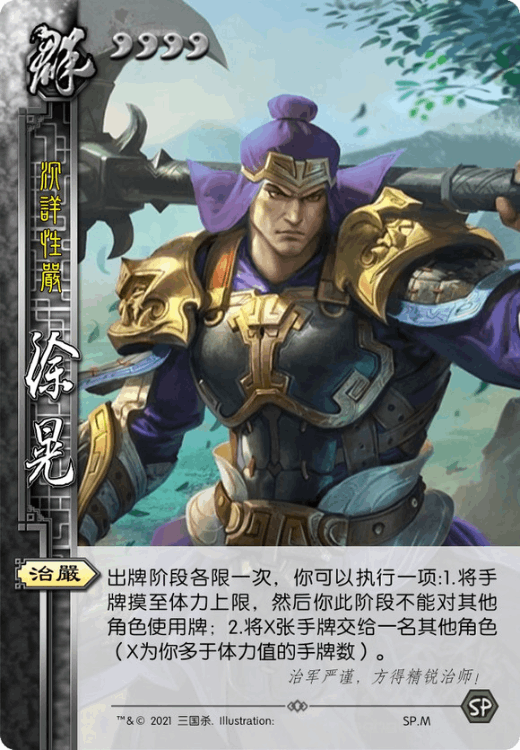 群
沉詳性嚴
徐晃
治嚴
出牌阶段各限一次，你可以执行一项:1.将手
牌摸至体力上限，然后你此阶段不能对其他
角色使用牌；2.将X张手牌交给一名其他角色
（X为你多于体力值的手牌数）。
治军严谨，方得精锐治师！
™&© 2021 三国杀. Illustration:
SP.M
SP